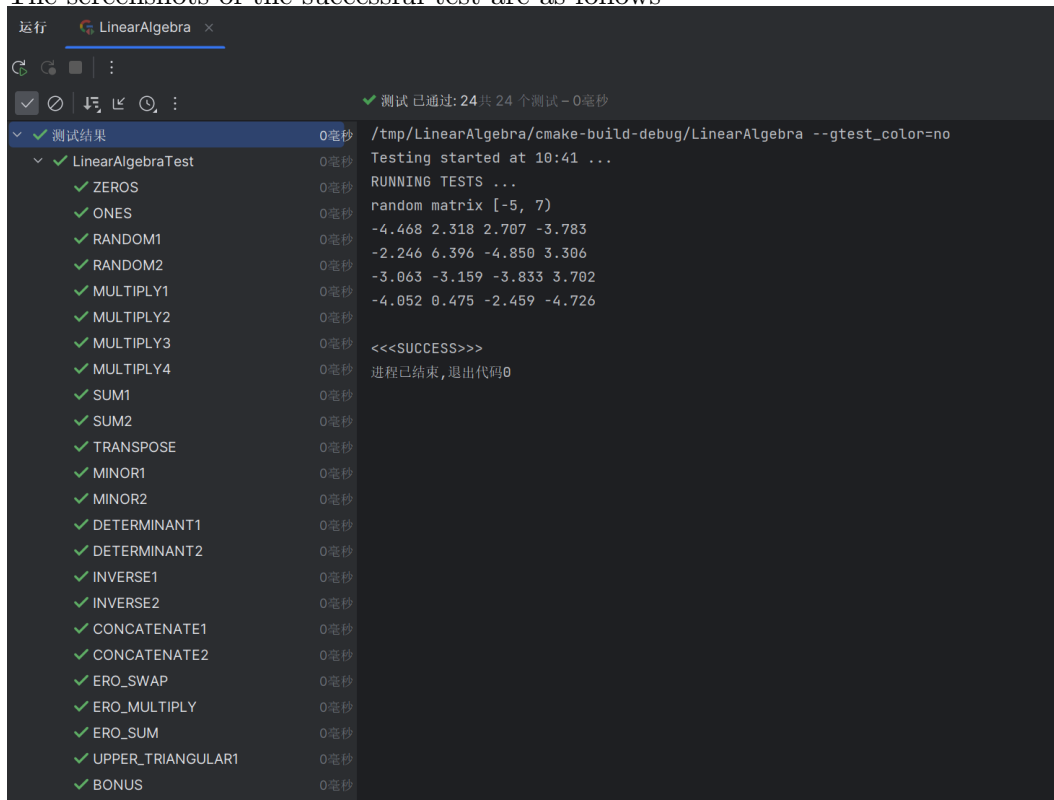 The screenshots of the successful test are as follows
运行 LinearAlgebra ×
测试 已通过: 24共 24 个测试 – 0毫秒
测试结果 0毫秒
LinearAlgebraTest 0毫秒
ZEROS 0毫秒
ONES 0毫秒
RANDOM1 0毫秒
RANDOM2 0毫秒
MULTIPLY1 0毫秒
MULTIPLY2 0毫秒
MULTIPLY3 0毫秒
MULTIPLY4 0毫秒
SUM1 0毫秒
SUM2 0毫秒
TRANSPOSE 0毫秒
MINOR1 0毫秒
MINOR2 0毫秒
DETERMINANT1 0毫秒
DETERMINANT2 0毫秒
INVERSE1 0毫秒
INVERSE2 0毫秒
CONCATENATE1 0毫秒
CONCATENATE2 0毫秒
ERO_SWAP 0毫秒
ERO_MULTIPLY 0毫秒
ERO_SUM 0毫秒
UPPER_TRIANGULAR1 0毫秒
BONUS 0毫秒
/tmp/LinearAlgebra/cmake-build-debug/LinearAlgebra --gtest_color=no
Testing started at 10:41 ...
RUNNING TESTS ...
random matrix [-5, 7)
-4.468 2.318 2.707 -3.783
-2.246 6.396 -4.850 3.306
-3.063 -3.159 -3.833 3.702
-4.052 0.475 -2.459 -4.726
<<<SUCCESS>>>
进程已结束,退出代码0